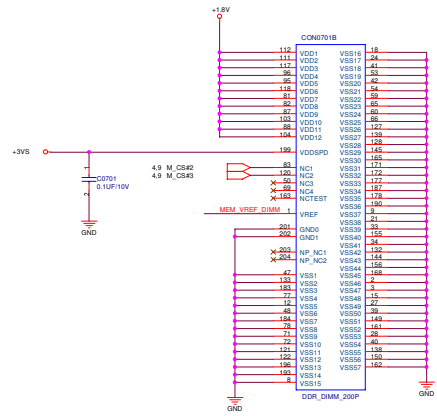 +1.8V
CON0701B
112 VDD1 VSS16 18
111 VDD2 VSS17 24
117 VDD3 VSS18 41
96 VDD4 VSS19 53
95 VDD5 VSS20 42
118 VDD6 VSS21 54
81 VDD7 VSS22 59
82 VDD8 VSS23 65
87 VDD9 VSS24 60
103 VDD10 VSS25 66
88 VDD11 VSS26 127
104 VDD12 VSS27 139
VSS28 128
+3VS 199 VDDSPD VSS29 145
VSS30 165
1 4,9 M_CS#2 83 NC1 VSS31 171
C0701 4,9 M_CS#3 120 NC2 VSS32 172
0.1UF/10V 50 NC3 VSS33 177
2 69 NC4 VSS34 187
163 NCTEST VSS35 178
VSS36 190
MEM_VREF_DIMM 1 VREF VSS37 9
VSS38 21
GND 201 GND0 VSS39 33
202 GND1 VSS40 155
VSS41 34
203 NP_NC1 VSS42 132
204 NP_NC2 VSS43 144
VSS44 156
47 VSS1 VSS45 168
133 VSS2 VSS46 2
183 VSS3 VSS47 3
77 VSS4 VSS48 15
12 VSS5 VSS49 27
48 VSS6 VSS50 39
184 VSS7 VSS51 149
78 VSS8 VSS52 161
71 VSS9 VSS53 28
72 VSS10 VSS54 40
121 VSS11 VSS55 138
122 VSS12 VSS56 150
196 VSS13 VSS57 162
193 VSS14
8 VSS15
DDR_DIMM_200P
GND GND